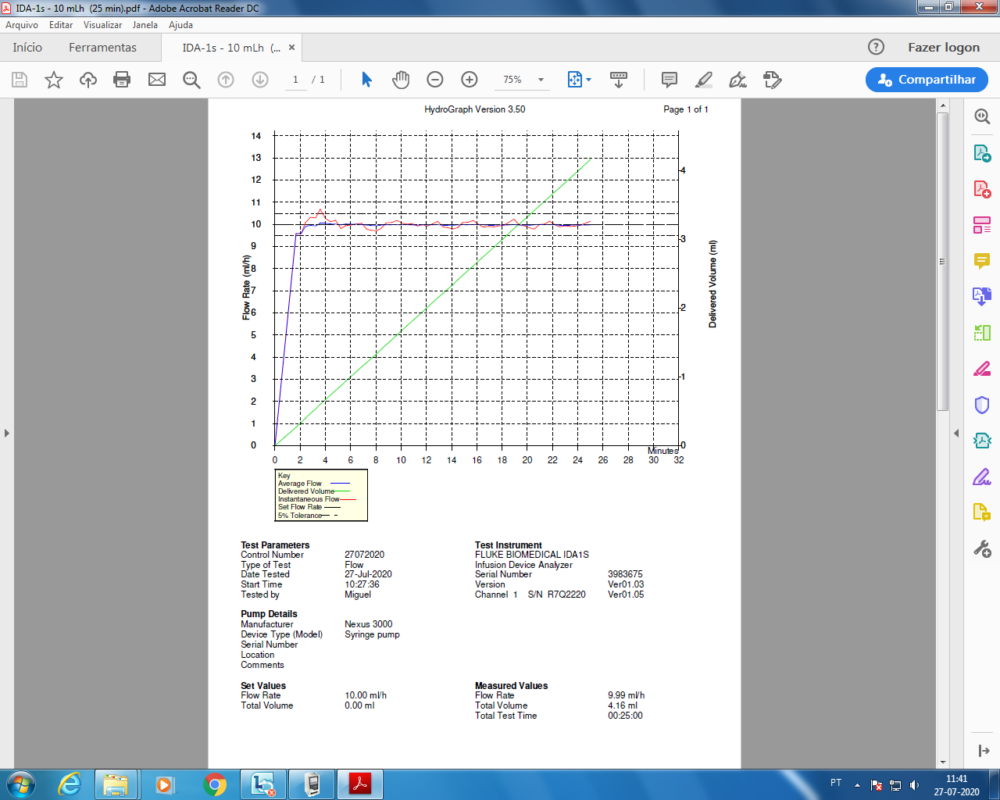 IDA-1s - 10 mLh  (25 min).pdf - Adobe Acrobat Reader DC
Arquivo Editar Visualizar Janela Ajuda
Início Ferramentas IDA-1s - 10 mLh (... × Fazer logon
1 / 1 75% Compartilhar
HydroGraph Version 3.50 Page 1 of 1
14
13
12
11
10
9
8
7
6
5
4
3
2
1
0
Flow Rate (ml/h)
4
3
2
1
0
Delivered Volume (ml)
Minutes
0 2 4 6 8 10 12 14 16 18 20 22 24 26 28 30 32
Key
Average Flow
Delivered Volume
Instantaneous Flow
Set Flow Rate
5% Tolerance
Test Parameters
Control Number 27072020
Type of Test Flow
Date Tested 27-Jul-2020
Start Time 10:27:36
Tested by Miguel
Test Instrument
FLUKE BIOMEDICAL IDA1S
Infusion Device Analyzer
Serial Number 3983675
Version Ver01.03
Channel 1 S/N R7Q2220 Ver01.05
Pump Details
Manufacturer Nexus 3000
Device Type (Model) Syringe pump
Serial Number
Location
Comments
Set Values
Flow Rate 10.00 ml/h
Total Volume 0.00 ml
Measured Values
Flow Rate 9.99 ml/h
Total Volume 4.16 ml
Total Test Time 00:25:00
PT 11:41
27-07-2020